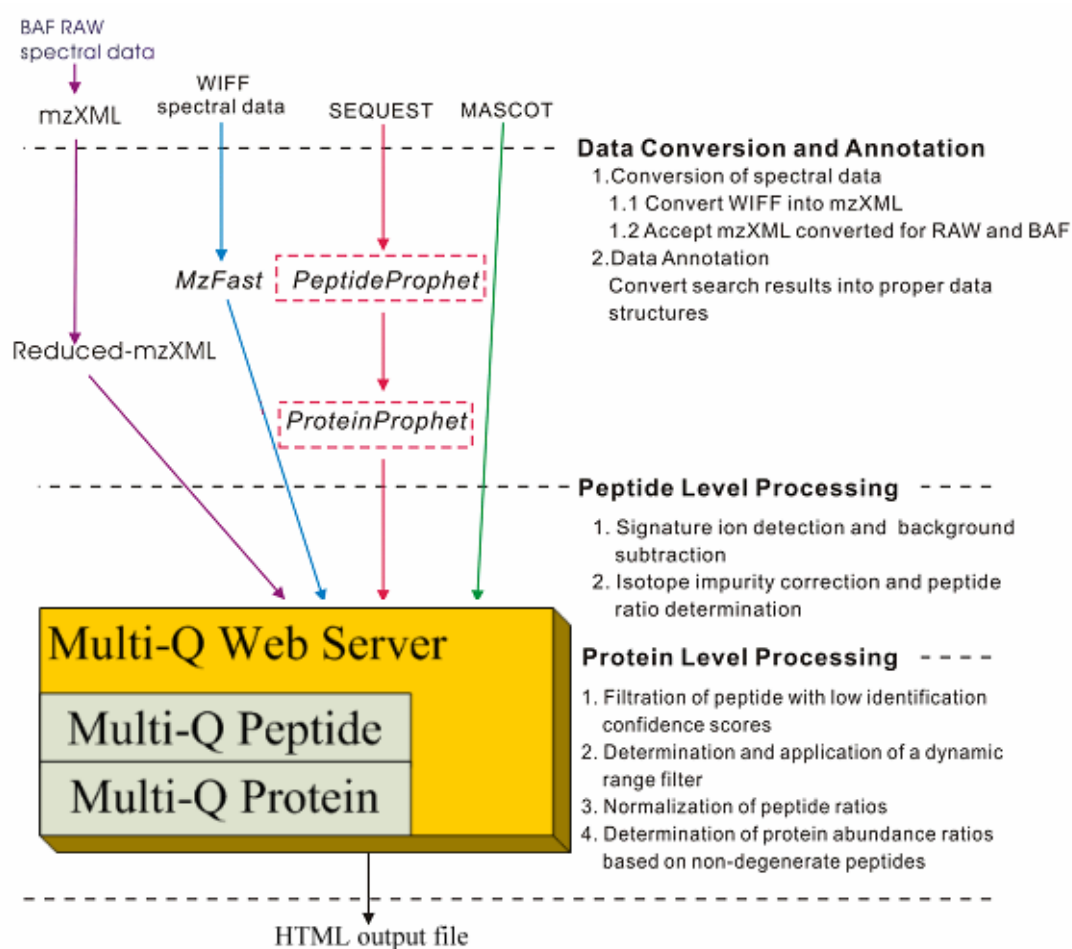 BAF RAW
spectral data
mzXML
WIFF
spectral data
SEQUEST
MASCOT
Data Conversion and Annotation
1.Conversion of spectral data
1.1 Convert WIFF into mzXML
1.2 Accept mzXML converted for RAW and BAF
2.Data Annotation
Convert search results into proper data
structures
MzFast
PeptideProphet
Reduced-mzXML
ProteinProphet
Peptide Level Processing
1. Signature ion detection and background
subtraction
2. Isotope impurity correction and peptide
ratio determination
Multi-Q Web Server
Multi-Q Peptide
Multi-Q Protein
Protein Level Processing
1. Filtration of peptide with low identification
confidence scores
2. Determination and application of a dynamic
range filter
3. Normalization of peptide ratios
4. Determination of protein abundance ratios
based on non-degenerate peptides
HTML output file